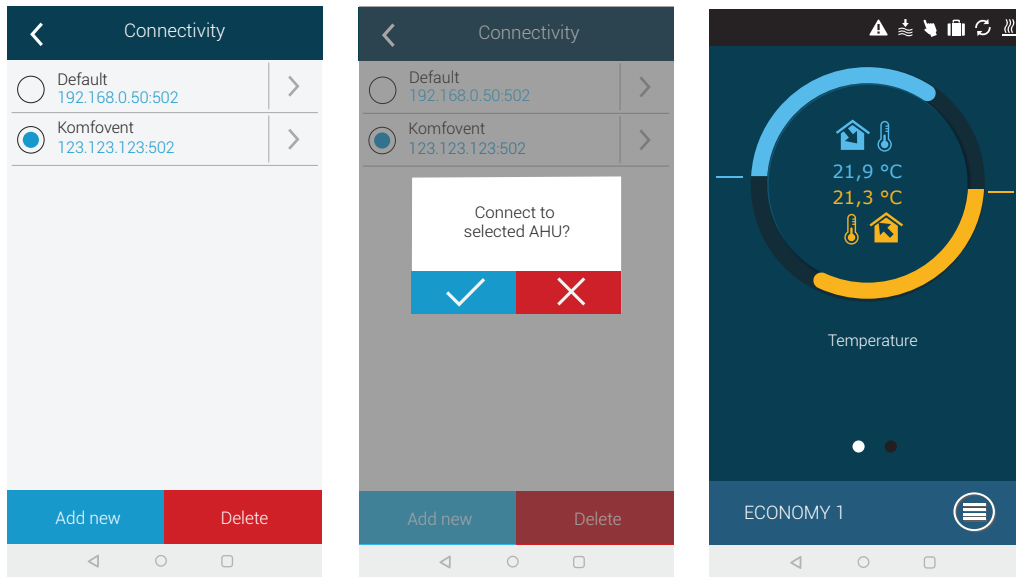 Connectivity
Default
192.168.0.50:502
Komfovent
123.123.123:502
Add new
Delete
Connectivity
Default
192.168.0.50:502
Komfovent
123.123.123:502
Connect to
selected AHU?
Add new
Delete
21,9 °C
21,3 °C
Temperature
ECONOMY 1